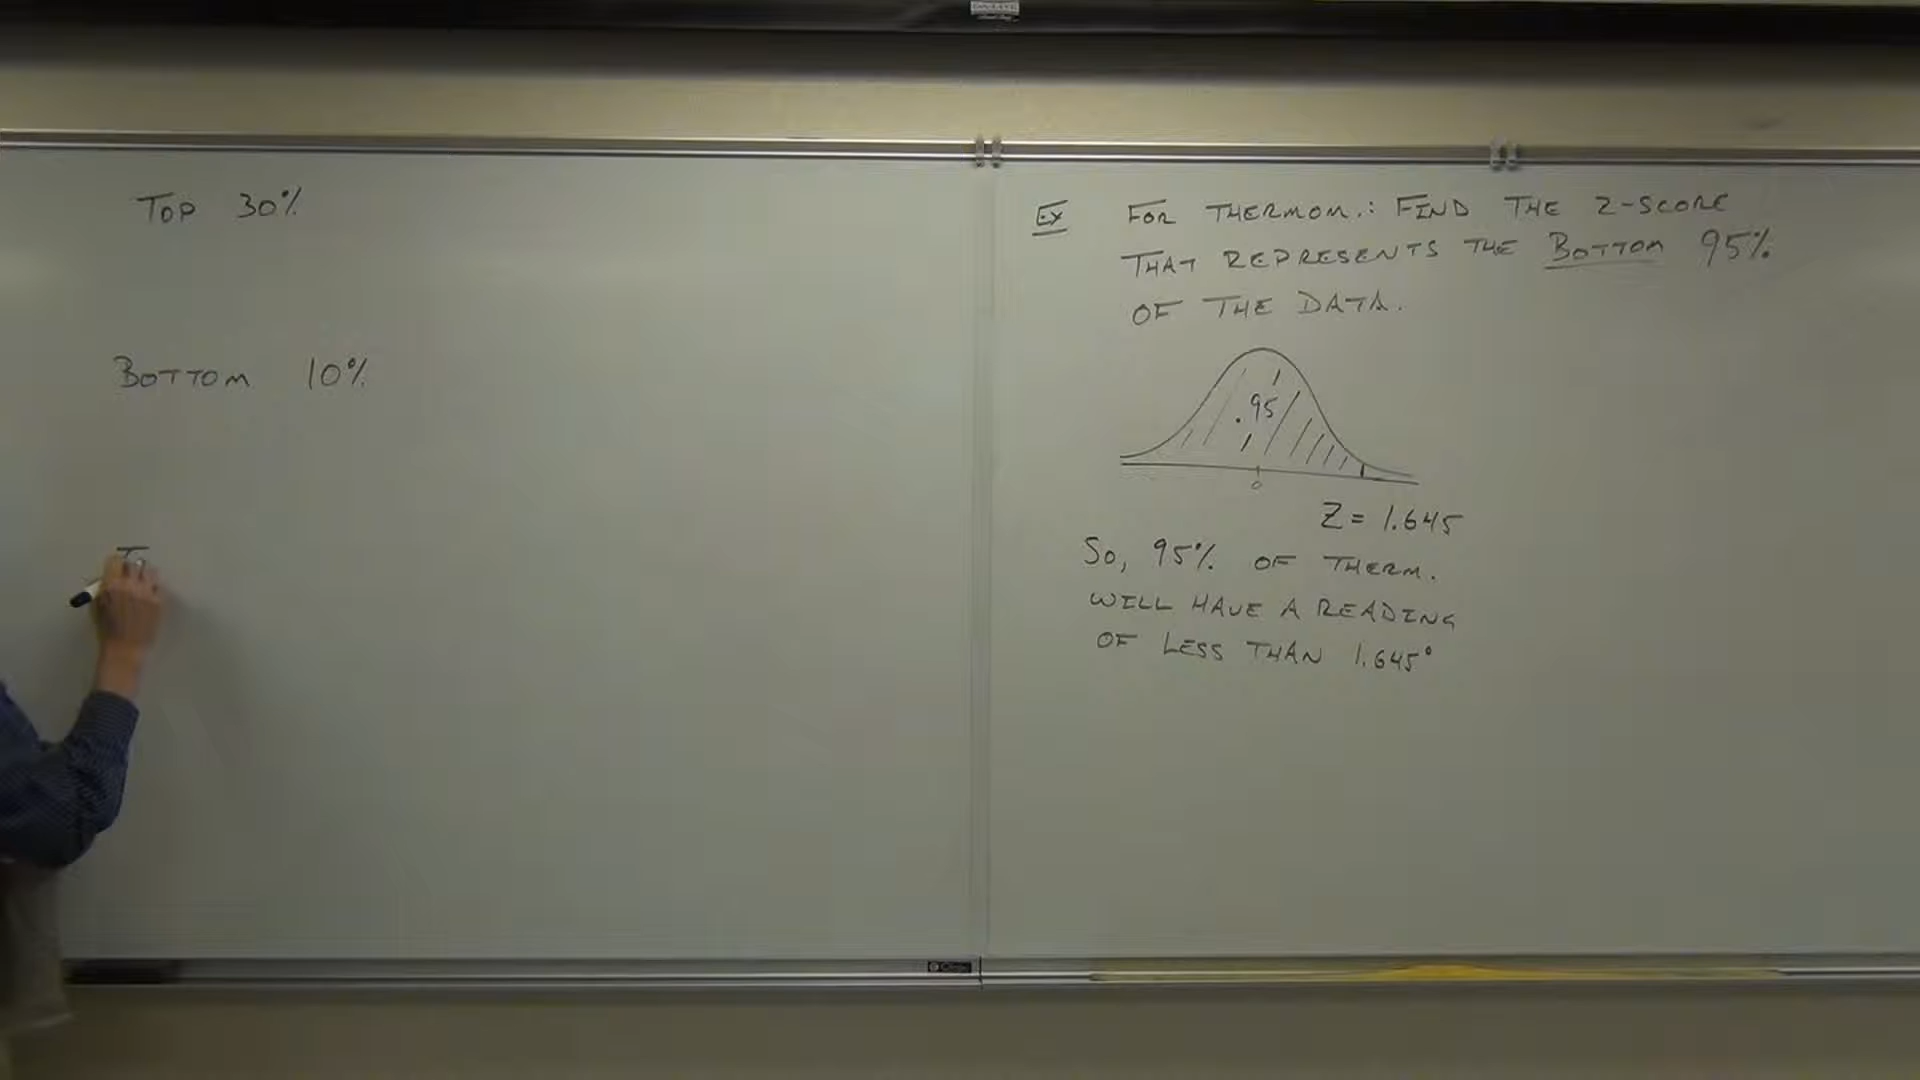 TOP 30%
BOTTOM 10%
T
EX FOR THERMOM.: FIND THE Z-SCORE
THAT REPRESENTS THE BOTTOM 95%
OF THE DATA.
.95
0
Z = 1.645
SO, 95% OF THERM.
WILL HAVE A READING
OF LESS THAN 1.645°